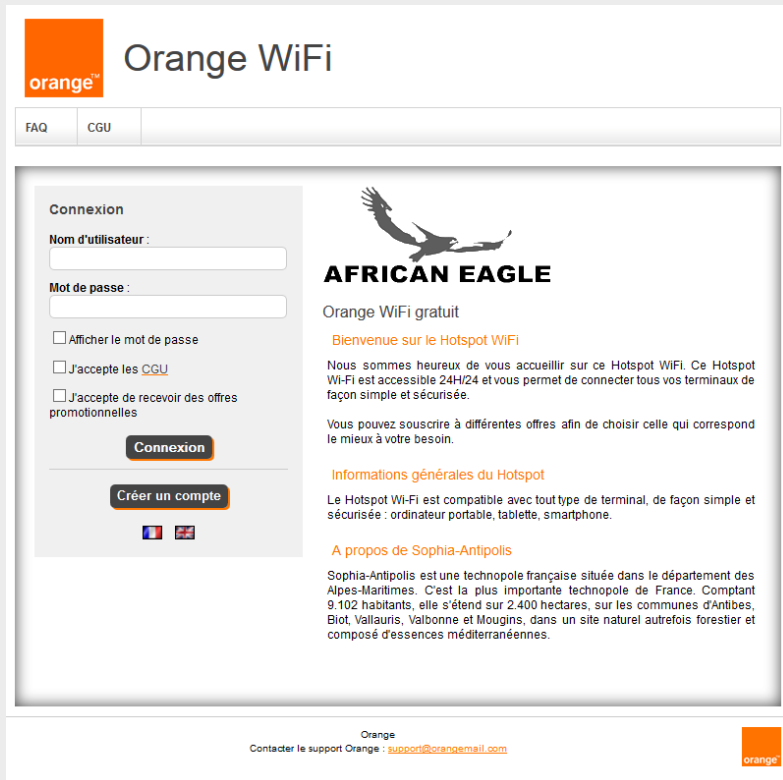 orange™
Orange WiFi
FAQ
CGU
Connexion
Nom d'utilisateur :
Mot de passe :
Afficher le mot de passe
J'accepte les CGU
J'accepte de recevoir des offres
promotionnelles
Connexion
Créer un compte
AFRICAN EAGLE
Orange WiFi gratuit
Bienvenue sur le Hotspot WiFi
Nous sommes heureux de vous accueillir sur ce Hotspot WiFi. Ce Hotspot
Wi-Fi est accessible 24H/24 et vous permet de connecter tous vos terminaux de
façon simple et sécurisée.
Vous pouvez souscrire à différentes offres afin de choisir celle qui correspond
le mieux à votre besoin.
Informations générales du Hotspot
Le Hotspot Wi-Fi est compatible avec tout type de terminal, de façon simple et
sécurisée : ordinateur portable, tablette, smartphone.
A propos de Sophia-Antipolis
Sophia-Antipolis est une technopole française située dans le département des
Alpes-Maritimes. C'est la plus importante technopole de France. Comptant
9.102 habitants, elle s'étend sur 2.400 hectares, sur les communes d'Antibes,
Biot, Vallauris, Valbonne et Mougins, dans un site naturel autrefois forestier et
composé d'essences méditerranéennes.
Orange
Contacter le support Orange : support@orangemail.com
orange™